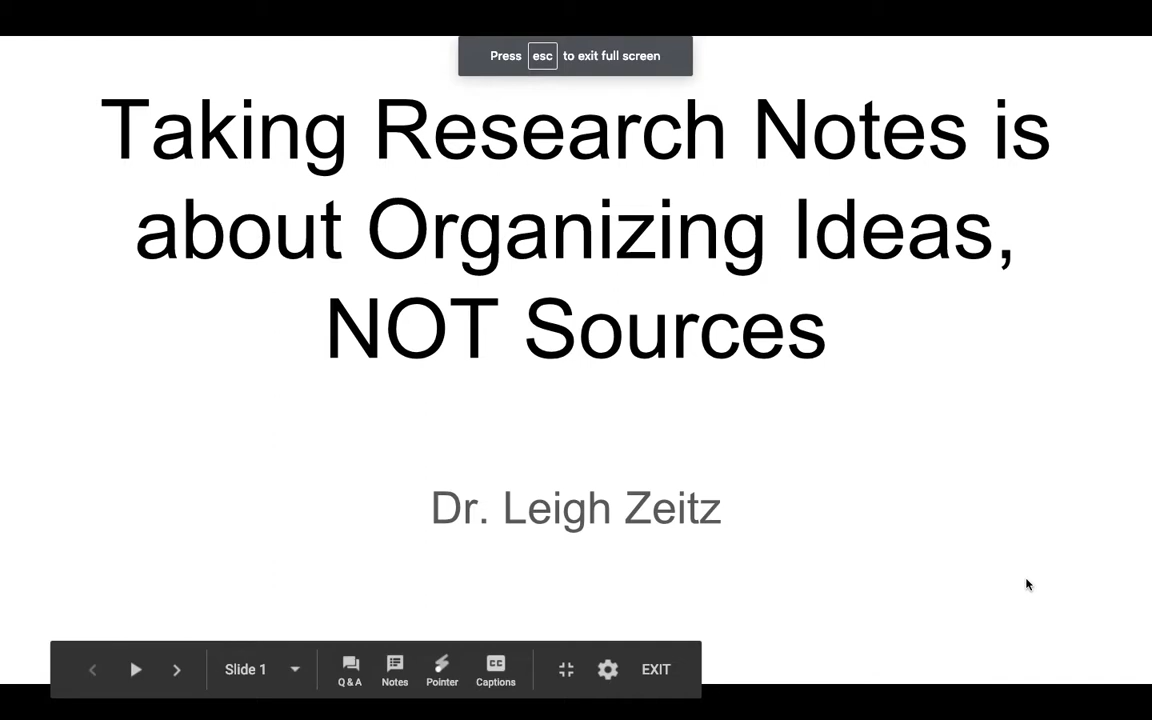 Press esc to exit full screen
Taking Research Notes is
about Organizing Ideas,
NOT Sources
Dr. Leigh Zeitz
Slide 1
Q & A
Notes
Pointer
CC
Captions
EXIT